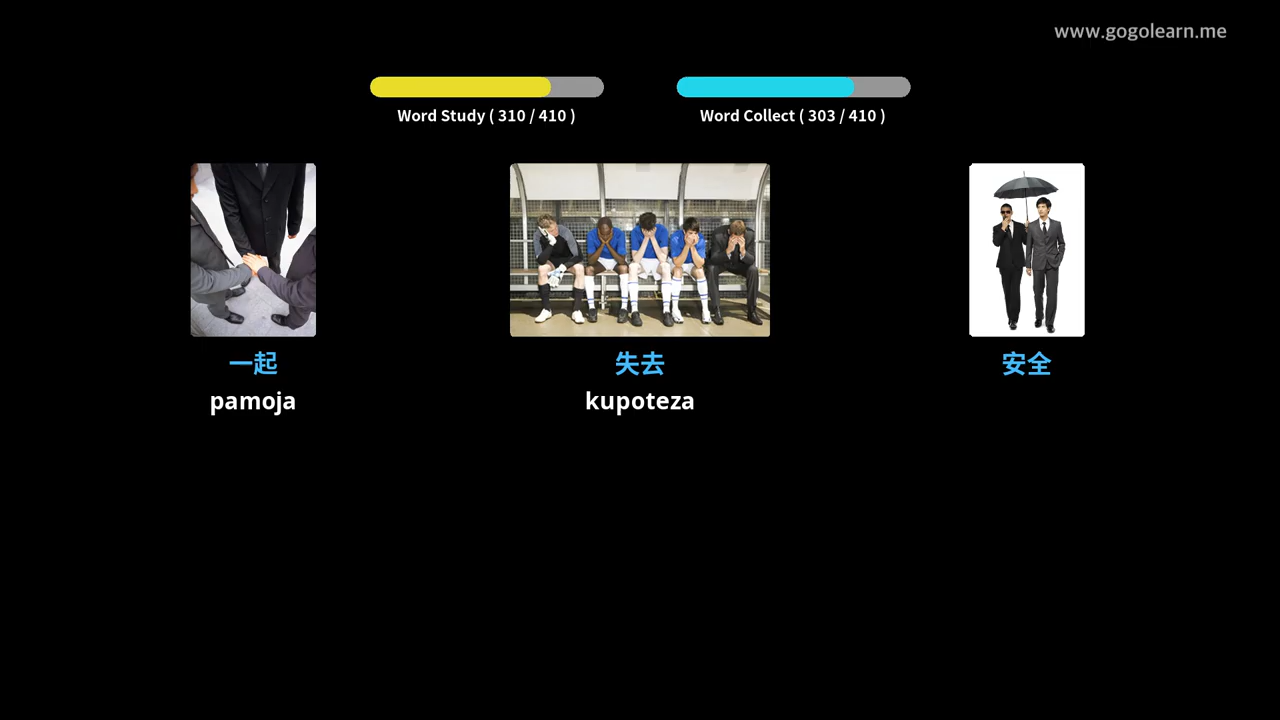 www.gogolearn.me
Word Study ( 310 / 410 )
Word Collect ( 303 / 410 )
一起
失去
安全
pamoja
kupoteza